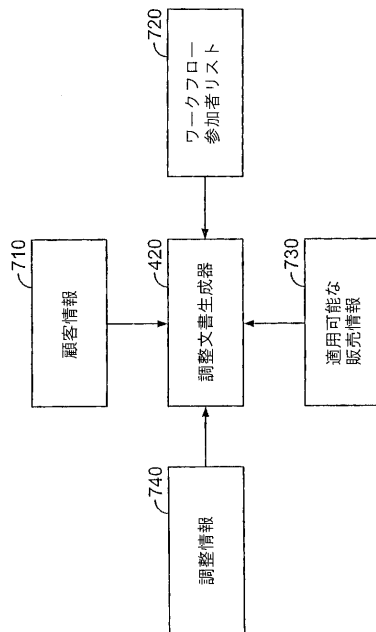 710
顧客情報
740
調整情報
420
調整文書生成器
720
ワークフロー
参加者リスト
730
適用可能な
販売情報